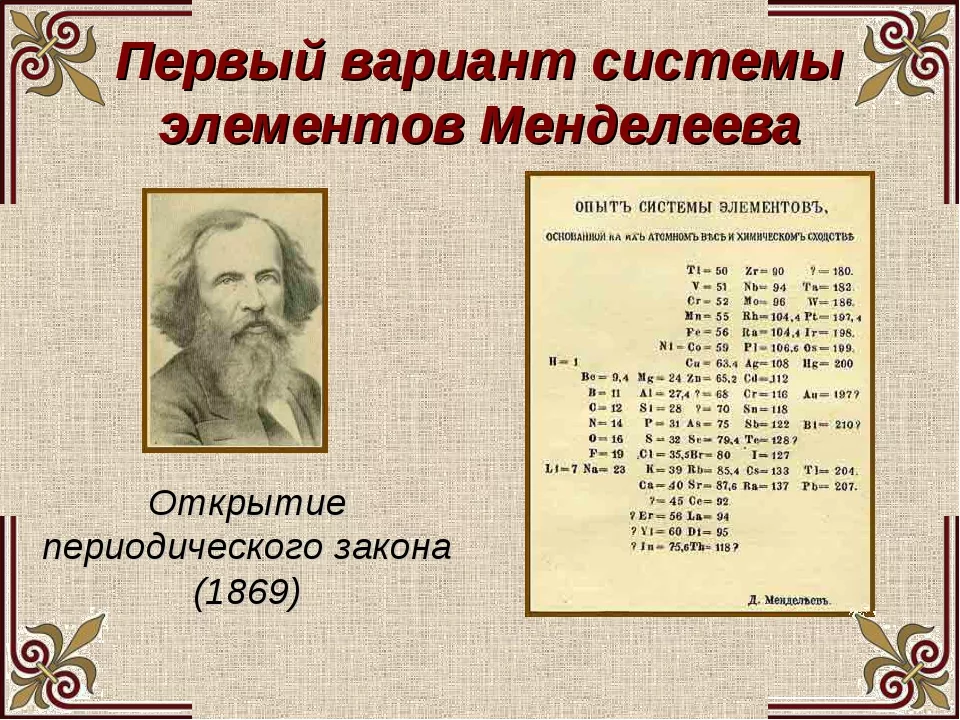 Первый вариант системы
элементов Менделеева
Открытие
периодического закона
(1869)
ОПЫТЪ СИСТЕМЫ ЭЛЕМЕНТОВЪ,
ОСНОВАННОЙ НА ИХЪ АТОМНОМЪ ВѢСѢ И ХИМИЧЕСКОМЪ СХОДСТВѢ
Ti = 50 Zr = 90 ? = 180.
V = 51 Nb = 94 Ta = 182.
Cr = 52 Mo = 96 W = 186.
Mn = 55 Rh = 104,4 Pt = 197,4
Fe = 56 Ra = 104,4 Ir = 198.
Ni = Co = 59 Pl = 106,6 Os = 199.
H = 1 Cu = 63,4 Ag = 108 Hg = 200
Be = 9,4 Mg = 24 Zn = 65,2 Cd = 112
B = 11 Al = 27,4 ? = 68 Cr = 116 Au = 197?
C = 12 Si = 28 ? = 70 Sn = 118
N = 14 P = 31 As = 75 Sb = 122 Bi = 210?
O = 16 S = 32 Se = 79,4 Te = 128?
F = 19 Cl = 35,5 Br = 80 I = 127
Li = 7 Na = 23 K = 39 Rb = 85,4 Cs = 133 Tl = 204.
Ca = 40 Sr = 87,6 Ba = 137 Pb = 207.
? = 45 Ce = 92
? Er = 56 La = 94
? Yi = 60 Di = 95
? In = 75,6 Th = 118?
Д. Менделѣевъ.